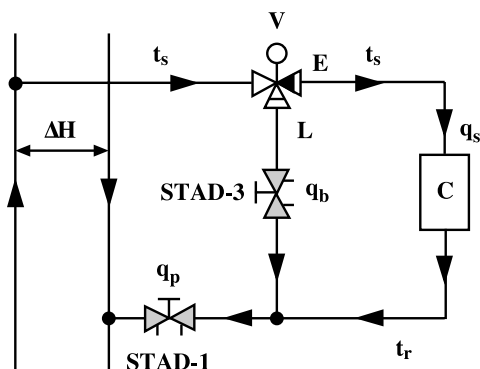 V
t_s
E
t_s
ΔH
L
q_s
STAD-3
q_b
C
q_p
STAD-1
t_r